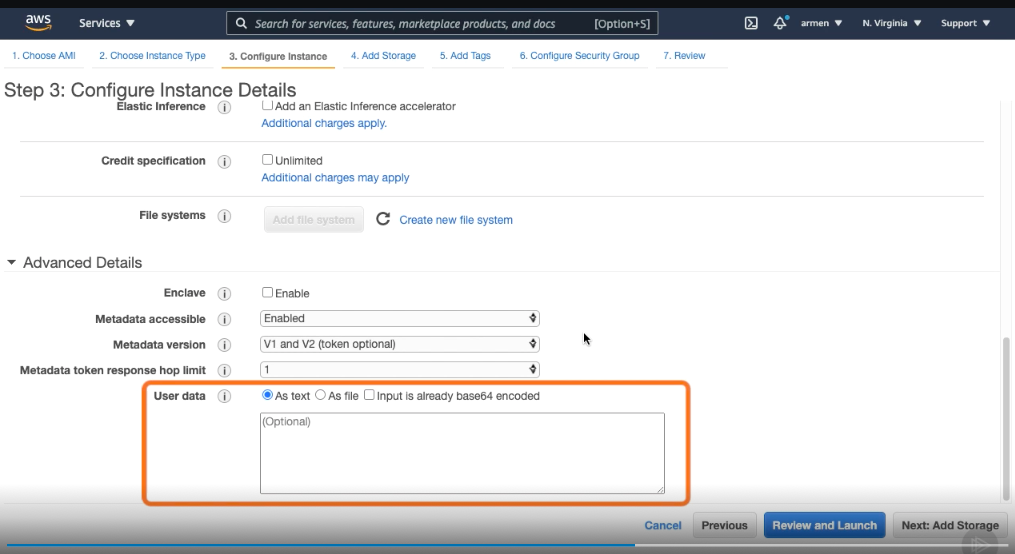 aws Services Search for services, features, marketplace products, and docs [Option+S] armen N. Virginia Support
1. Choose AMI 2. Choose Instance Type 3. Configure Instance 4. Add Storage 5. Add Tags 6. Configure Security Group 7. Review
Step 3: Configure Instance Details
Elastic Inference Add an Elastic Inference accelerator
Additional charges apply.
Credit specification Unlimited
Additional charges may apply
File systems Add file system Create new file system
Advanced Details
Enclave Enable
Metadata accessible Enabled
Metadata version V1 and V2 (token optional)
Metadata token response hop limit 1
User data As text As file Input is already base64 encoded
(Optional)
Cancel Previous Review and Launch Next: Add Storage